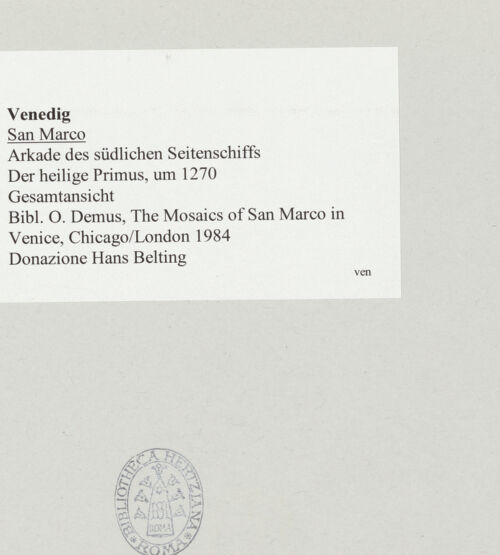 Venedig
San Marco
Arkade des südlichen Seitenschiffs
Der heilige Primus, um 1270
Gesamtansicht
Bibl. O. Demus, The Mosaics of San Marco in
Venice, Chicago/London 1984
Donazione Hans Belting
ven
BIBLIOTHECA HERTZIANA
ROMA
ROMA